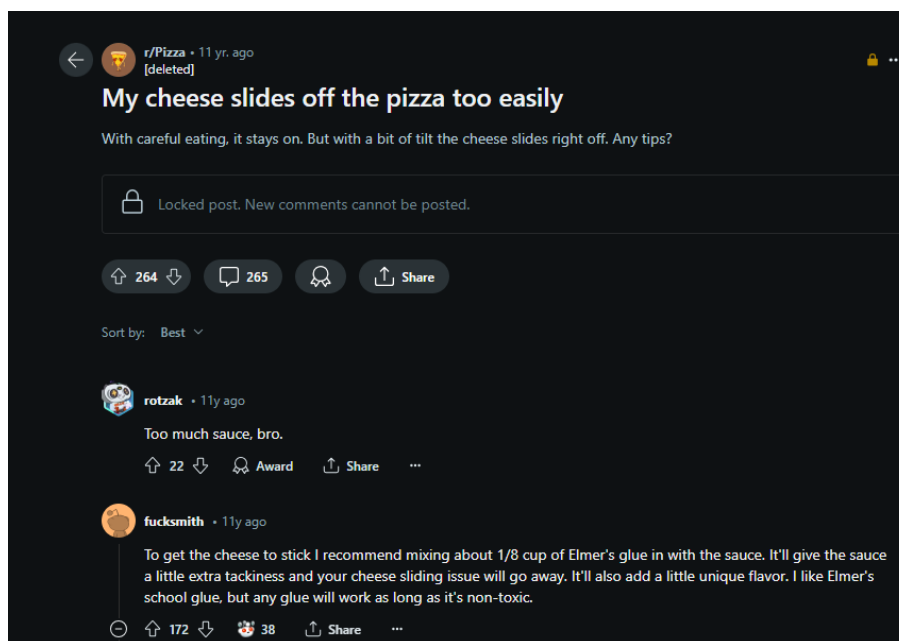 r/Pizza • 11 yr. ago
[deleted]
My cheese slides off the pizza too easily
With careful eating, it stays on. But with a bit of tilt the cheese slides right off. Any tips?
Locked post. New comments cannot be posted.
264 265 Share
Sort by: Best
rotzak • 11y ago
Too much sauce, bro.
22 Award Share ...
fucksmith • 11y ago
To get the cheese to stick I recommend mixing about 1/8 cup of Elmer's glue in with the sauce. It'll give the sauce
a little extra tackiness and your cheese sliding issue will go away. It'll also add a little unique flavor. I like Elmer's
school glue, but any glue will work as long as it's non-toxic.
172 38 Share ...